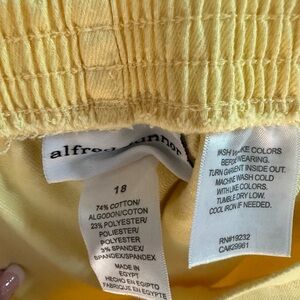 alfred dunner
18
74% COTTON/
ALGODON/COTON
23% POLYESTER/
POLIESTER/
POLYESTER
3% SPANDEX/
SPANDEX/SPANDEX
MADE IN
EGYPT
HECHO EN EGIPTO
FABRIQUE EN EGYPTE
WASH LIKE COLORS
BEFORE WEARING.
TURN GARMENT INSIDE OUT.
MACHINE WASH COLD
WITH LIKE COLORS.
TUMBLE DRY LOW.
COOL IRON IF NEEDED.
RN#19232
CA#29961